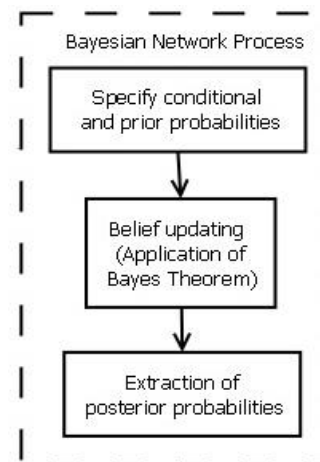 Bayesian Network Process
Specify conditional
and prior probabilities
Belief updating
(Application of
Bayes Theorem)
Extraction of
posterior probabilities